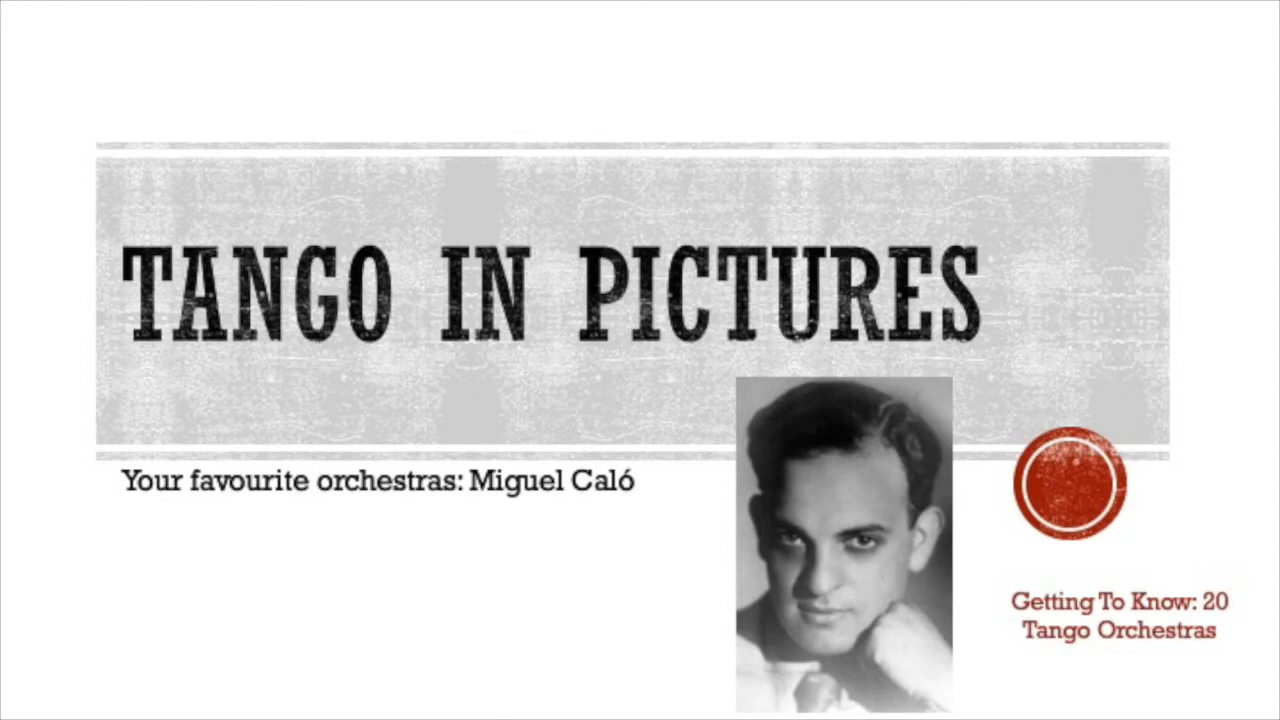 TANGO IN PICTURES
Your favourite orchestras: Miguel Caló
Getting To Know: 20
Tango Orchestras